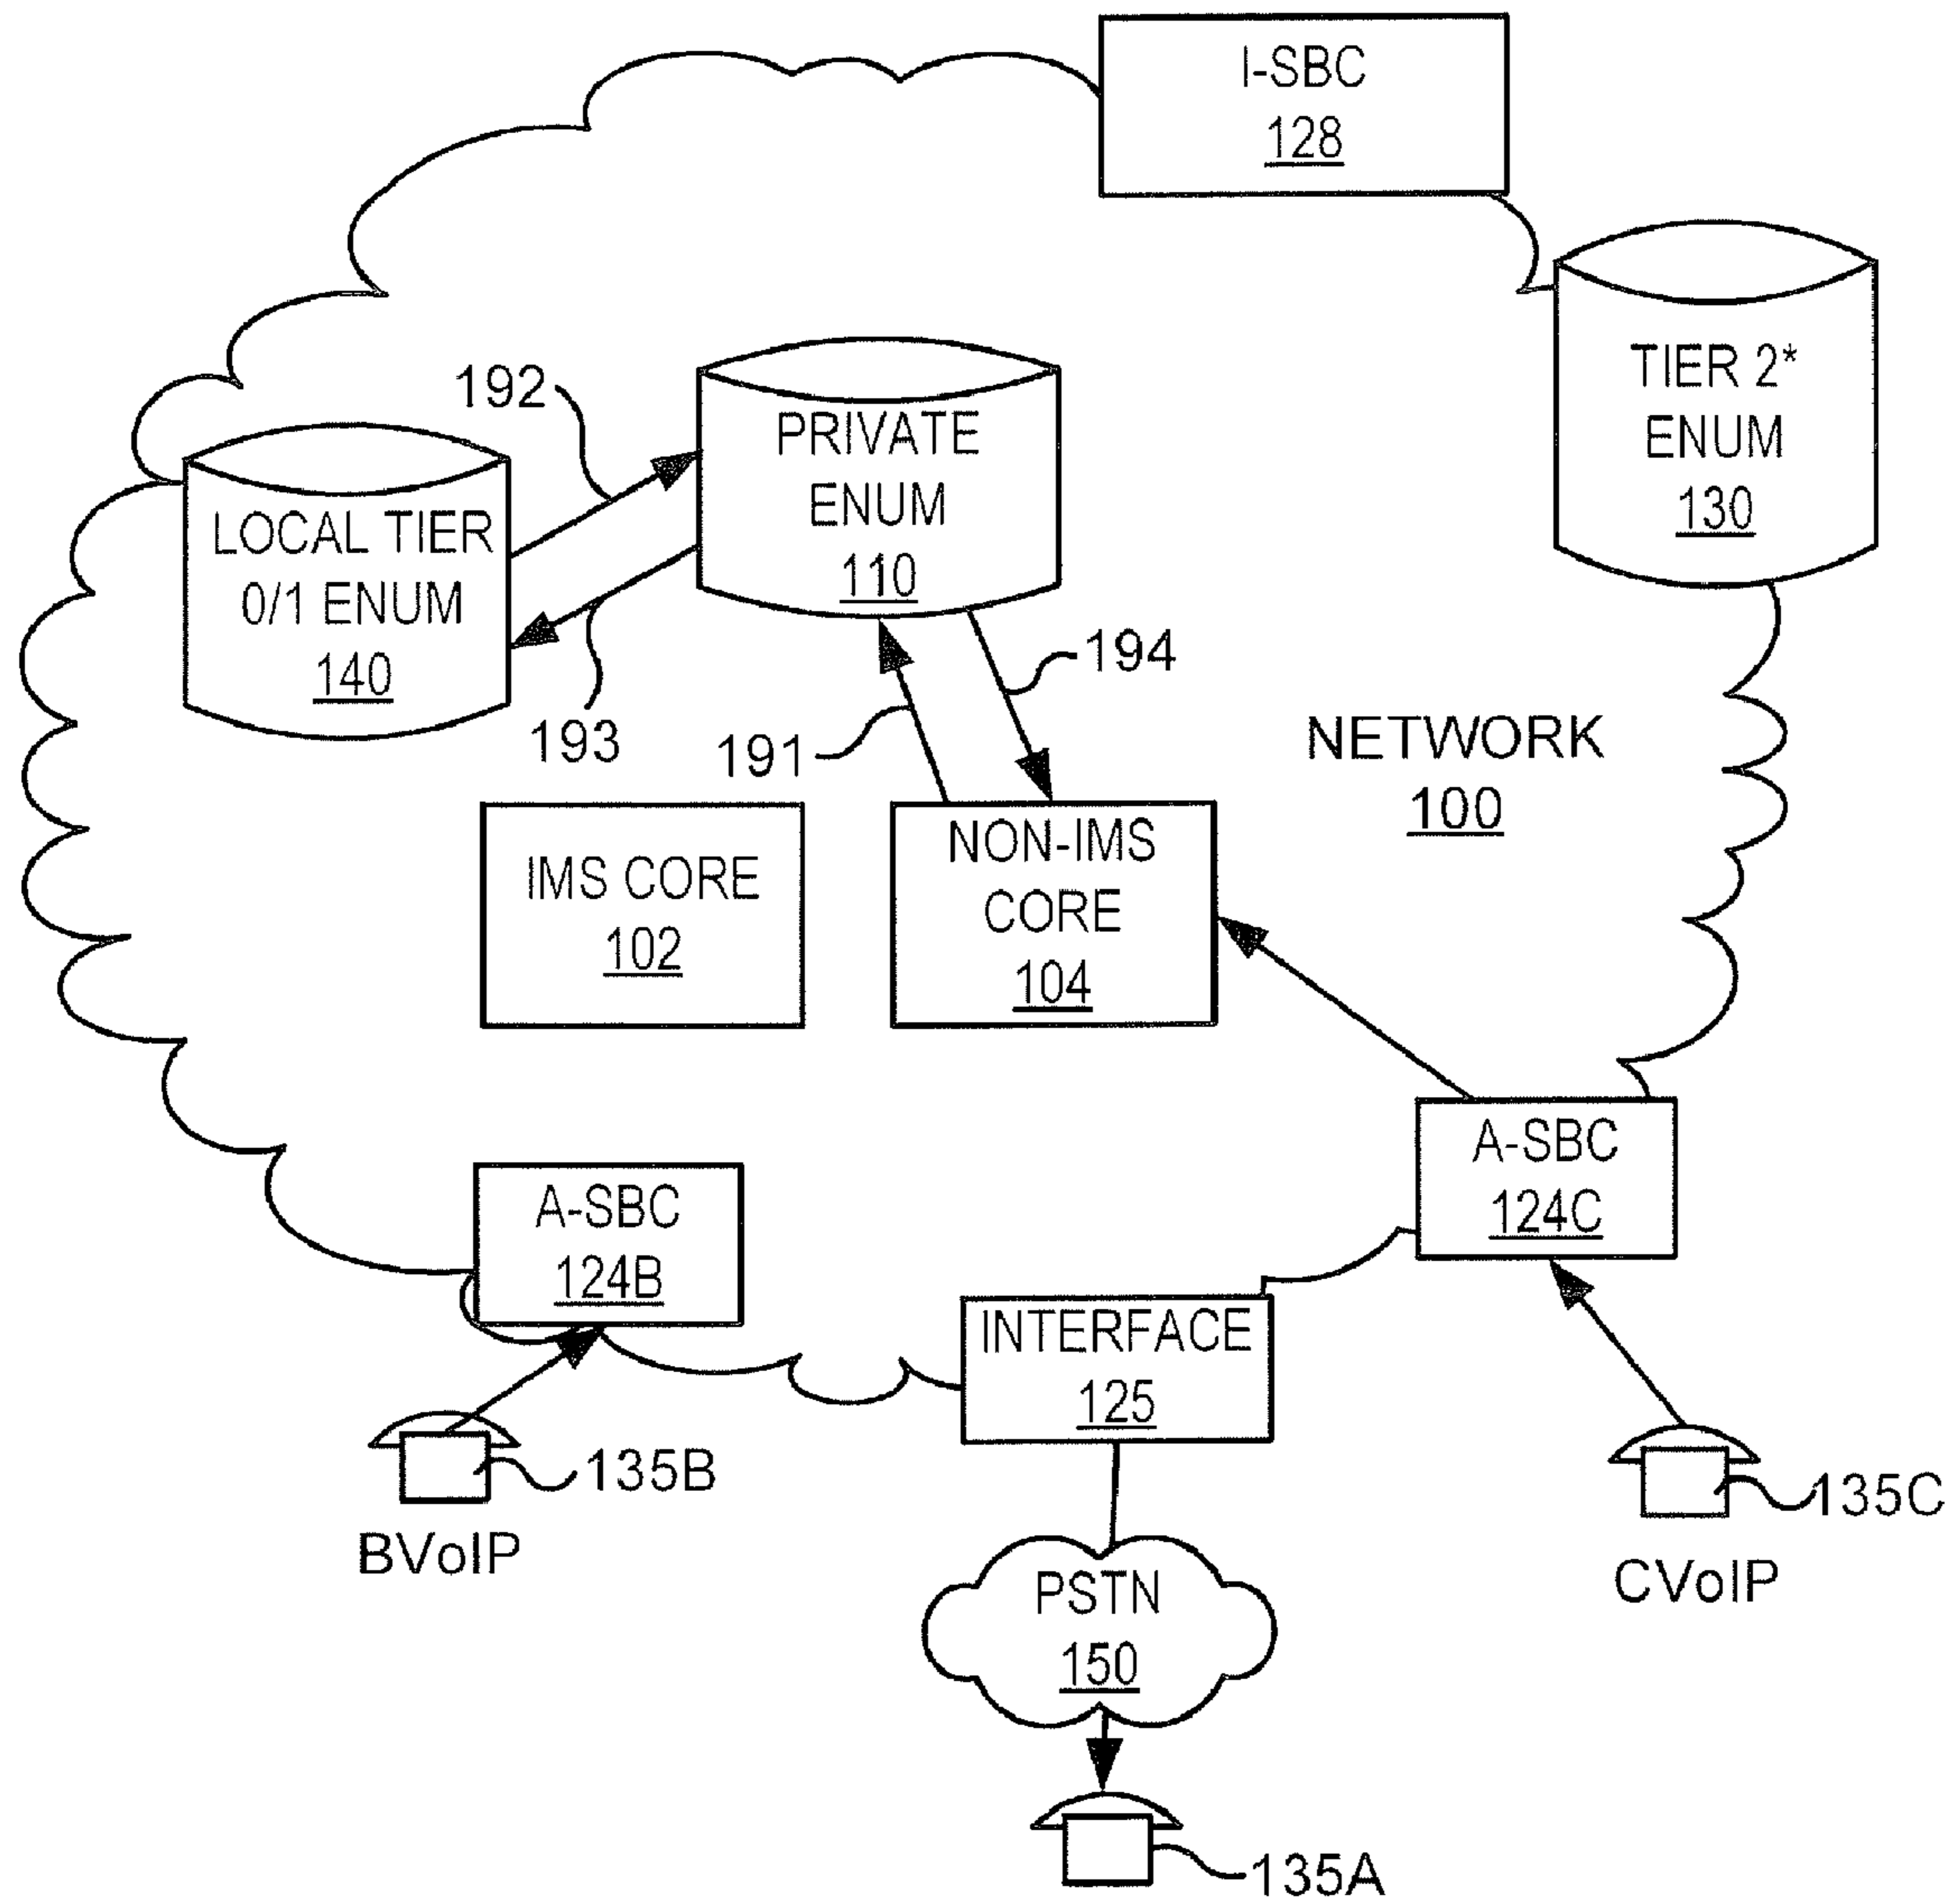 I-SBC
128
TIER 2*
ENUM
130
192
PRIVATE
ENUM
110
LOCAL TIER
0/1 ENUM
140
193
191
194
NETWORK
100
IMS CORE
102
NON-IMS
CORE
104
A-SBC
124B
A-SBC
124C
INTERFACE
125
135B
BVoIP
135C
CVoIP
PSTN
150
135A